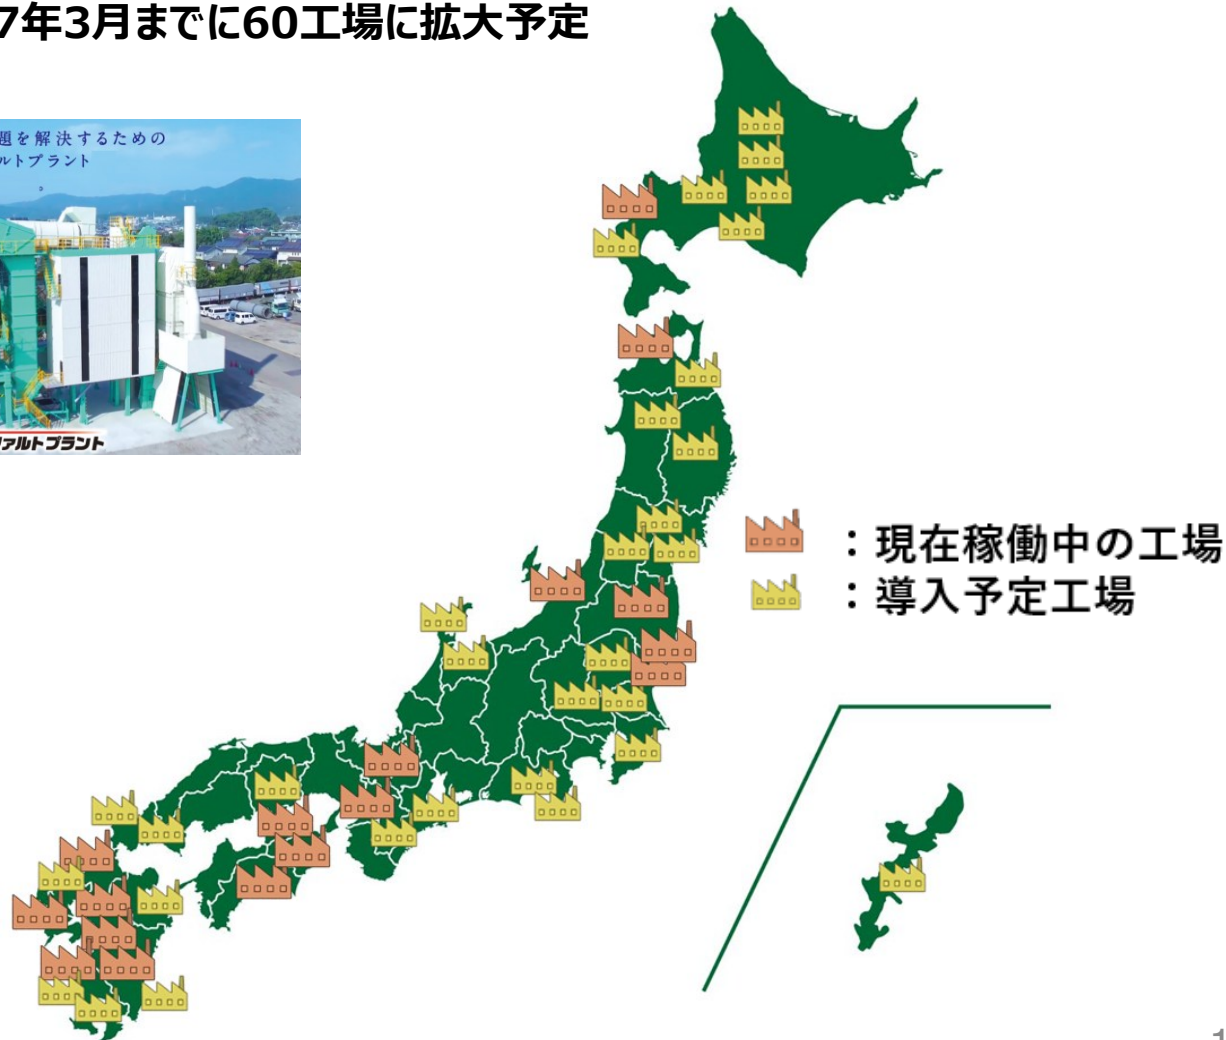 7年3月までに60工場に拡大予定
題を解決するための
ルトプラント
ァルトプラント
：現在稼働中の工場
：導入予定工場
1